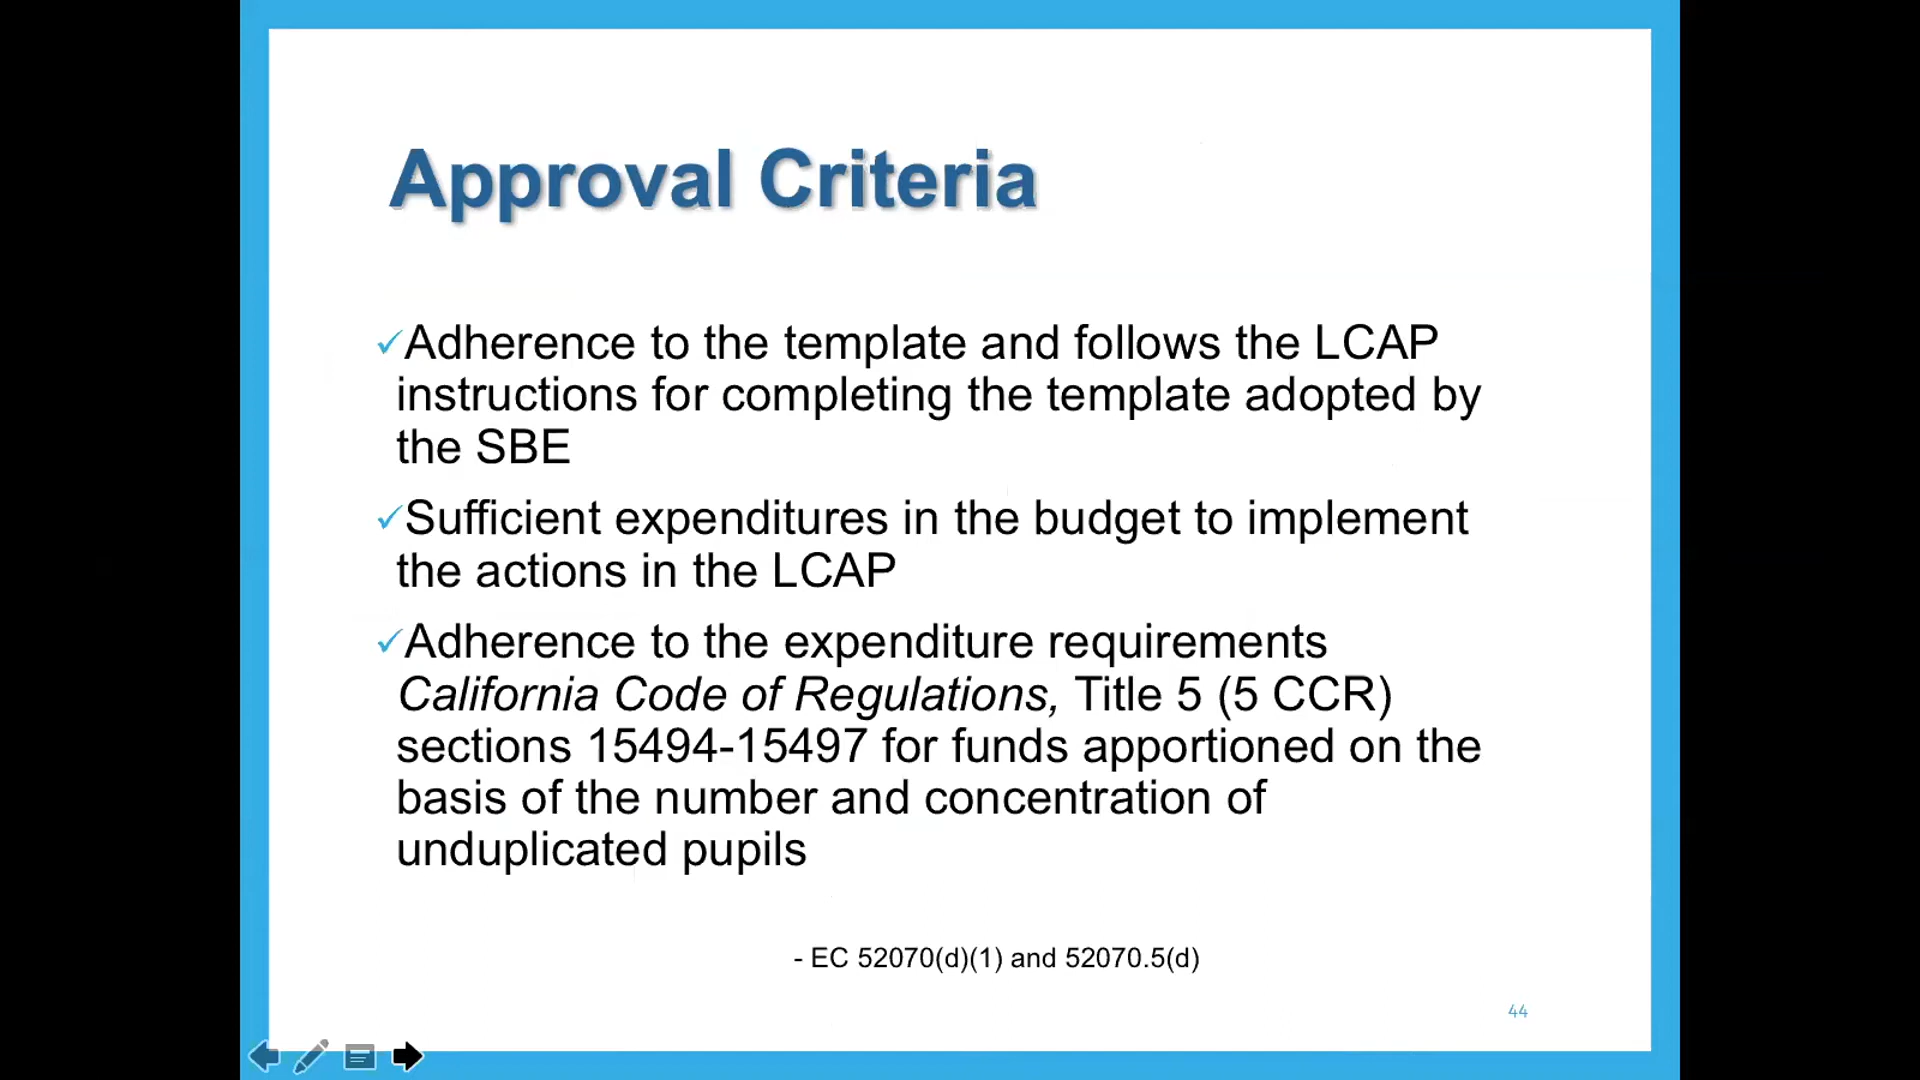 Approval Criteria
✓Adherence to the template and follows the LCAP
instructions for completing the template adopted by
the SBE
✓Sufficient expenditures in the budget to implement
the actions in the LCAP
✓Adherence to the expenditure requirements
California Code of Regulations, Title 5 (5 CCR)
sections 15494-15497 for funds apportioned on the
basis of the number and concentration of
unduplicated pupils
- EC 52070(d)(1) and 52070.5(d)
44